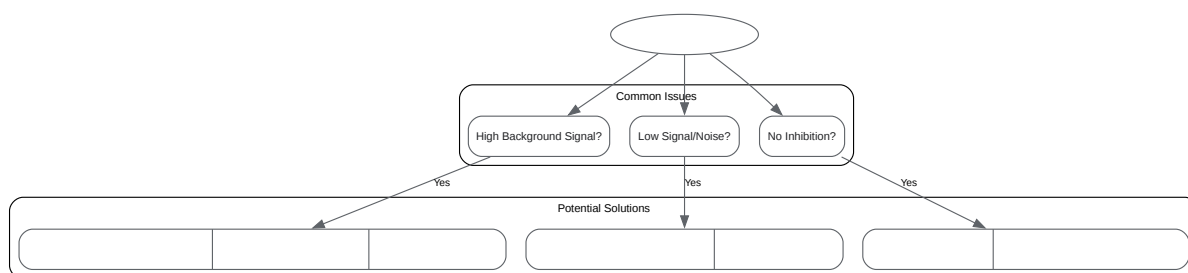 Common Issues
High Background Signal?
Low Signal/Noise?
No Inhibition?
Yes
Yes
Yes
Potential Solutions